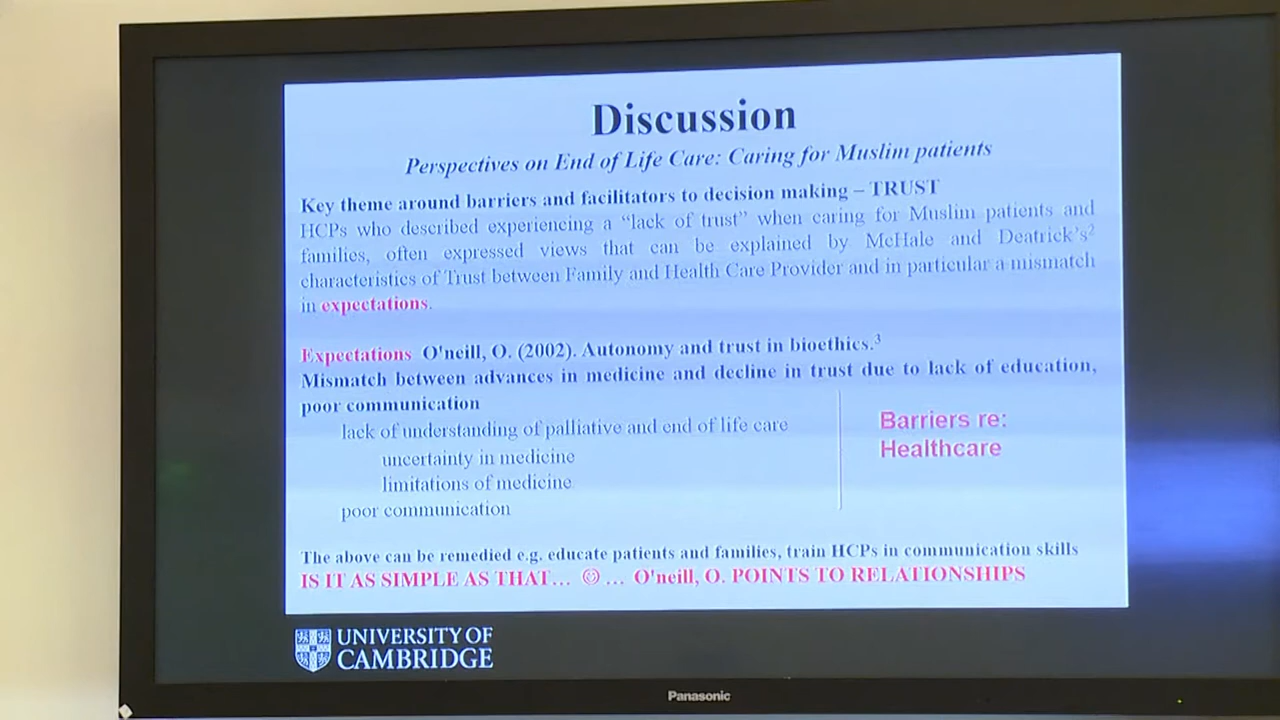 Discussion
Perspectives on End of Life Care: Caring for Muslim patients
Key theme around barriers and facilitators to decision making – TRUST
HCPs who described experiencing a “lack of trust” when caring for Muslim patients and
families, often expressed views that can be explained by McHale and Deatrick’s²
characteristics of Trust between Family and Health Care Provider and in particular a mismatch
in expectations.
Expectations O'neill, O. (2002). Autonomy and trust in bioethics.³
Mismatch between advances in medicine and decline in trust due to lack of education,
poor communication
lack of understanding of palliative and end of life care
uncertainty in medicine
limitations of medicine
poor communication
Barriers re:
Healthcare
The above can be remedied e.g. educate patients and families, train HCPs in communication skills
IS IT AS SIMPLE AS THAT… ☺… O'neill, O. POINTS TO RELATIONSHIPS
UNIVERSITY OF
CAMBRIDGE
Panasonic